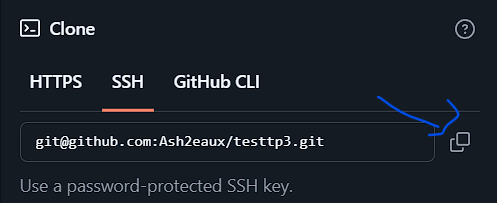 Clone
HTTPS SSH GitHub CLI
git@github.com:Ash2eaux/testtp3.git
Use a password-protected SSH key.